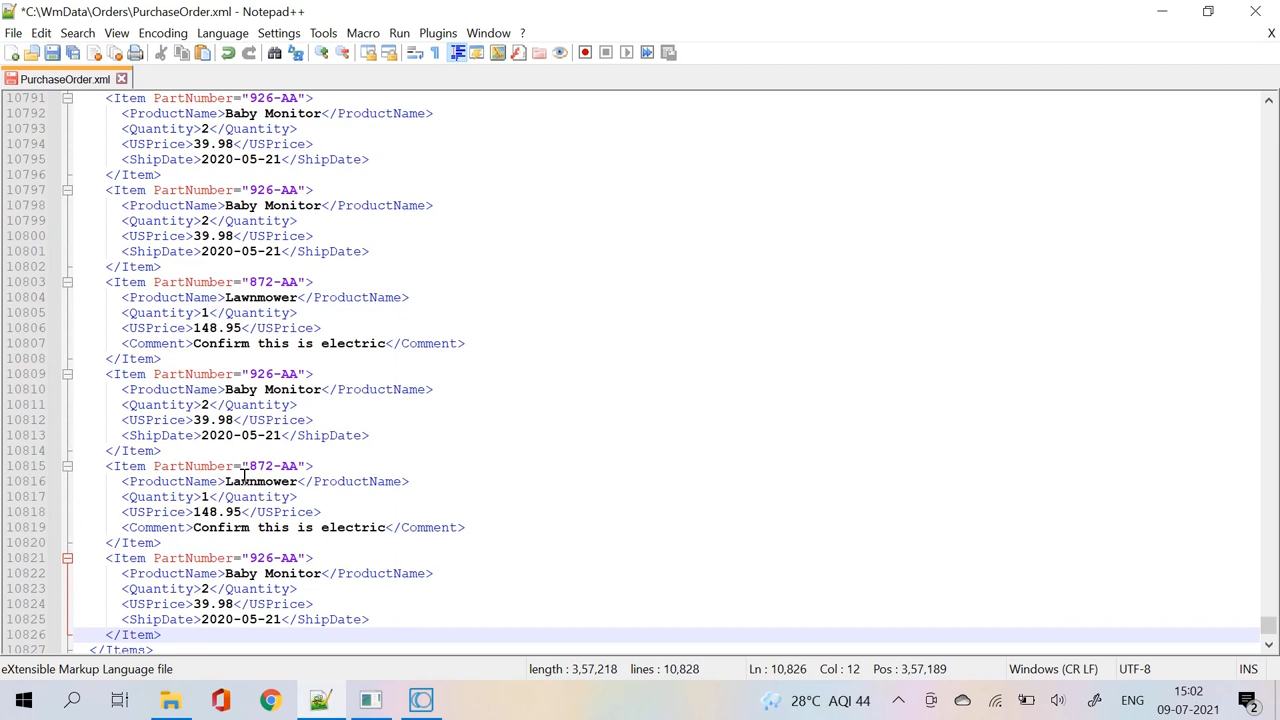 *C:\WmData\Orders\PurchaseOrder.xml - Notepad++
File Edit Search View Encoding Language Settings Tools Macro Run Plugins Window ? X
PurchaseOrder.xml
10791 <Item PartNumber="926-AA">
10792 <ProductName>Baby Monitor</ProductName>
10793 <Quantity>2</Quantity>
10794 <USPrice>39.98</USPrice>
10795 <ShipDate>2020-05-21</ShipDate>
10796 </Item>
10797 <Item PartNumber="926-AA">
10798 <ProductName>Baby Monitor</ProductName>
10799 <Quantity>2</Quantity>
10800 <USPrice>39.98</USPrice>
10801 <ShipDate>2020-05-21</ShipDate>
10802 </Item>
10803 <Item PartNumber="872-AA">
10804 <ProductName>Lawnmower</ProductName>
10805 <Quantity>1</Quantity>
10806 <USPrice>148.95</USPrice>
10807 <Comment>Confirm this is electric</Comment>
10808 </Item>
10809 <Item PartNumber="926-AA">
10810 <ProductName>Baby Monitor</ProductName>
10811 <Quantity>2</Quantity>
10812 <USPrice>39.98</USPrice>
10813 <ShipDate>2020-05-21</ShipDate>
10814 </Item>
10815 <Item PartNumber="872-AA">
10816 <ProductName>Lawnmower</ProductName>
10817 <Quantity>1</Quantity>
10818 <USPrice>148.95</USPrice>
10819 <Comment>Confirm this is electric</Comment>
10820 </Item>
10821 <Item PartNumber="926-AA">
10822 <ProductName>Baby Monitor</ProductName>
10823 <Quantity>2</Quantity>
10824 <USPrice>39.98</USPrice>
10825 <ShipDate>2020-05-21</ShipDate>
10826 </Item>
10827 </Items>
eXtensible Markup Language file length : 3,57,218 lines : 10,828 Ln : 10,826 Col : 12 Pos : 3,57,189 Windows (CR LF) UTF-8 INS
28°C AQI 44 ENG 15:02
09-07-2021 2